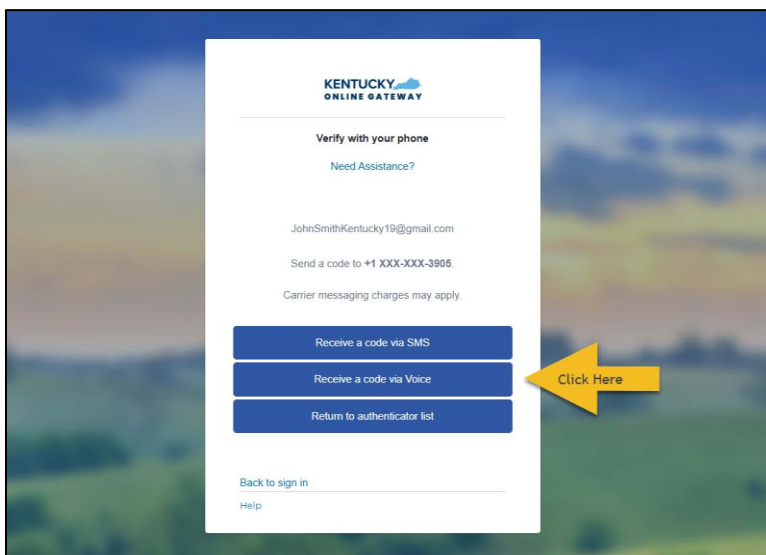 KENTUCKY
ONLINE GATEWAY
Verify with your phone
Need Assistance?
JohnSmithKentucky19@gmail.com
Send a code to +1 XXX-XXX-3905.
Carrier messaging charges may apply.
Receive a code via SMS
Receive a code via Voice
Click Here
Return to authenticator list
Back to sign in
Help